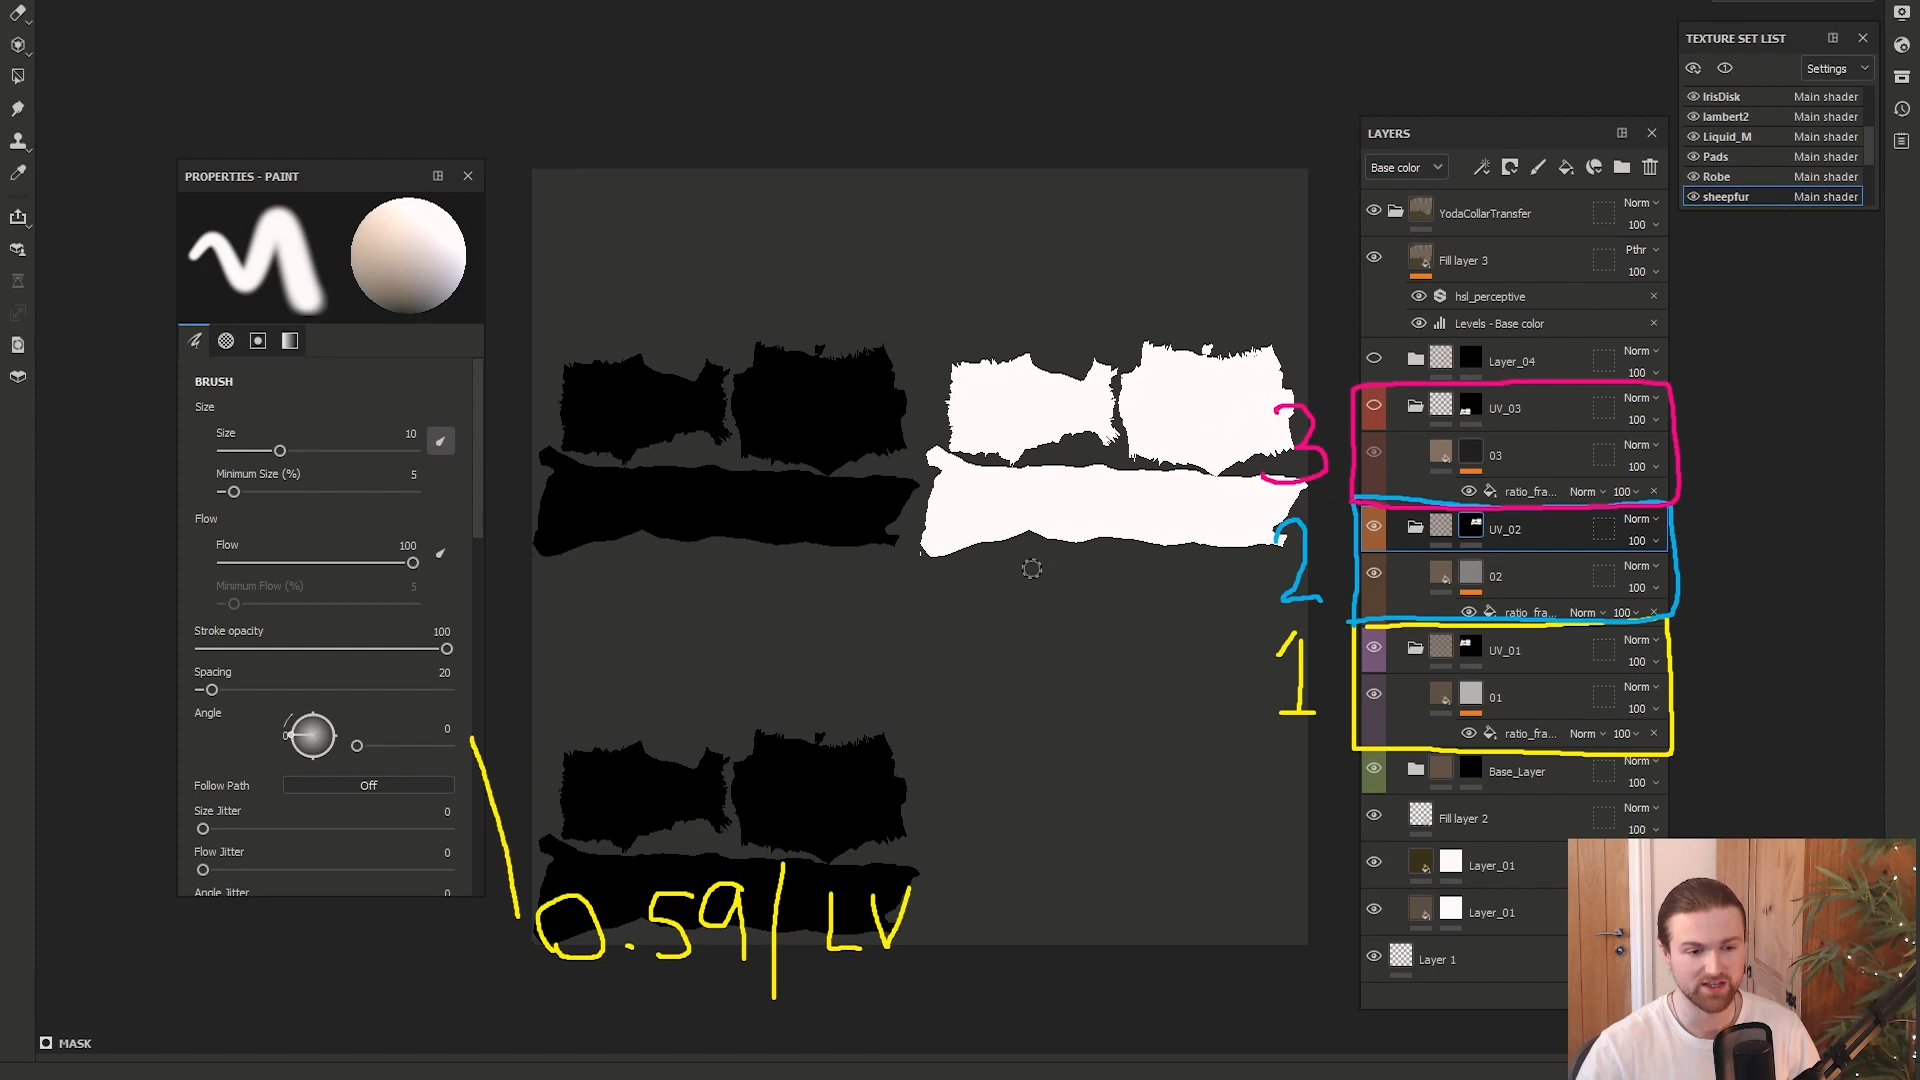 TEXTURE SET LIST
Settings
IrisDisk Main shader
lambert2 Main shader
Liquid_M Main shader
Pads Main shader
Robe Main shader
sheepfur Main shader
PROPERTIES - PAINT
BRUSH
Size
Size 10
Minimum Size (%) 5
Flow
Flow 100
Minimum Flow (%) 5
Stroke opacity 100
Spacing 20
Angle
0 0
Follow Path Off
Size Jitter 0
Flow Jitter 0
Angle Jitter 0
3
2
1
0.59 | LV
LAYERS
Base color
YodaCollarTransfer Norm
100
Fill layer 3 Pthr
100
hsl_perceptive
Levels - Base color
Layer_04 Norm
100
UV_03 Norm
100
03 Norm
100
ratio_fra... Norm 100
UV_02 Norm
100
02 Norm
100
ratio_fra... Norm 100
UV_01 Norm
100
01 Norm
100
ratio_fra... Norm 100
Base_Layer Norm
100
Fill layer 2 Norm
100
Layer_01
Layer_01
Layer 1
MASK